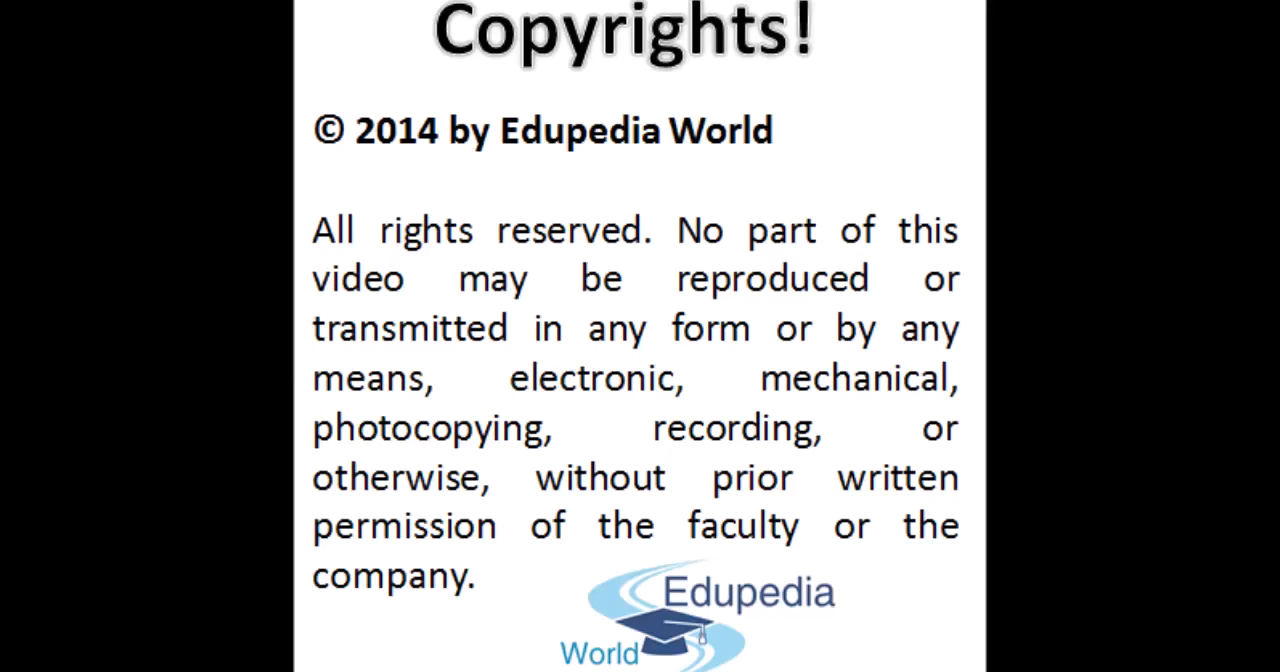 Copyrights!
© 2014 by Edupedia World
All rights reserved. No part of this
video may be reproduced or
transmitted in any form or by any
means, electronic, mechanical,
photocopying, recording, or
otherwise, without prior written
permission of the faculty or the
company.
Edupedia
World